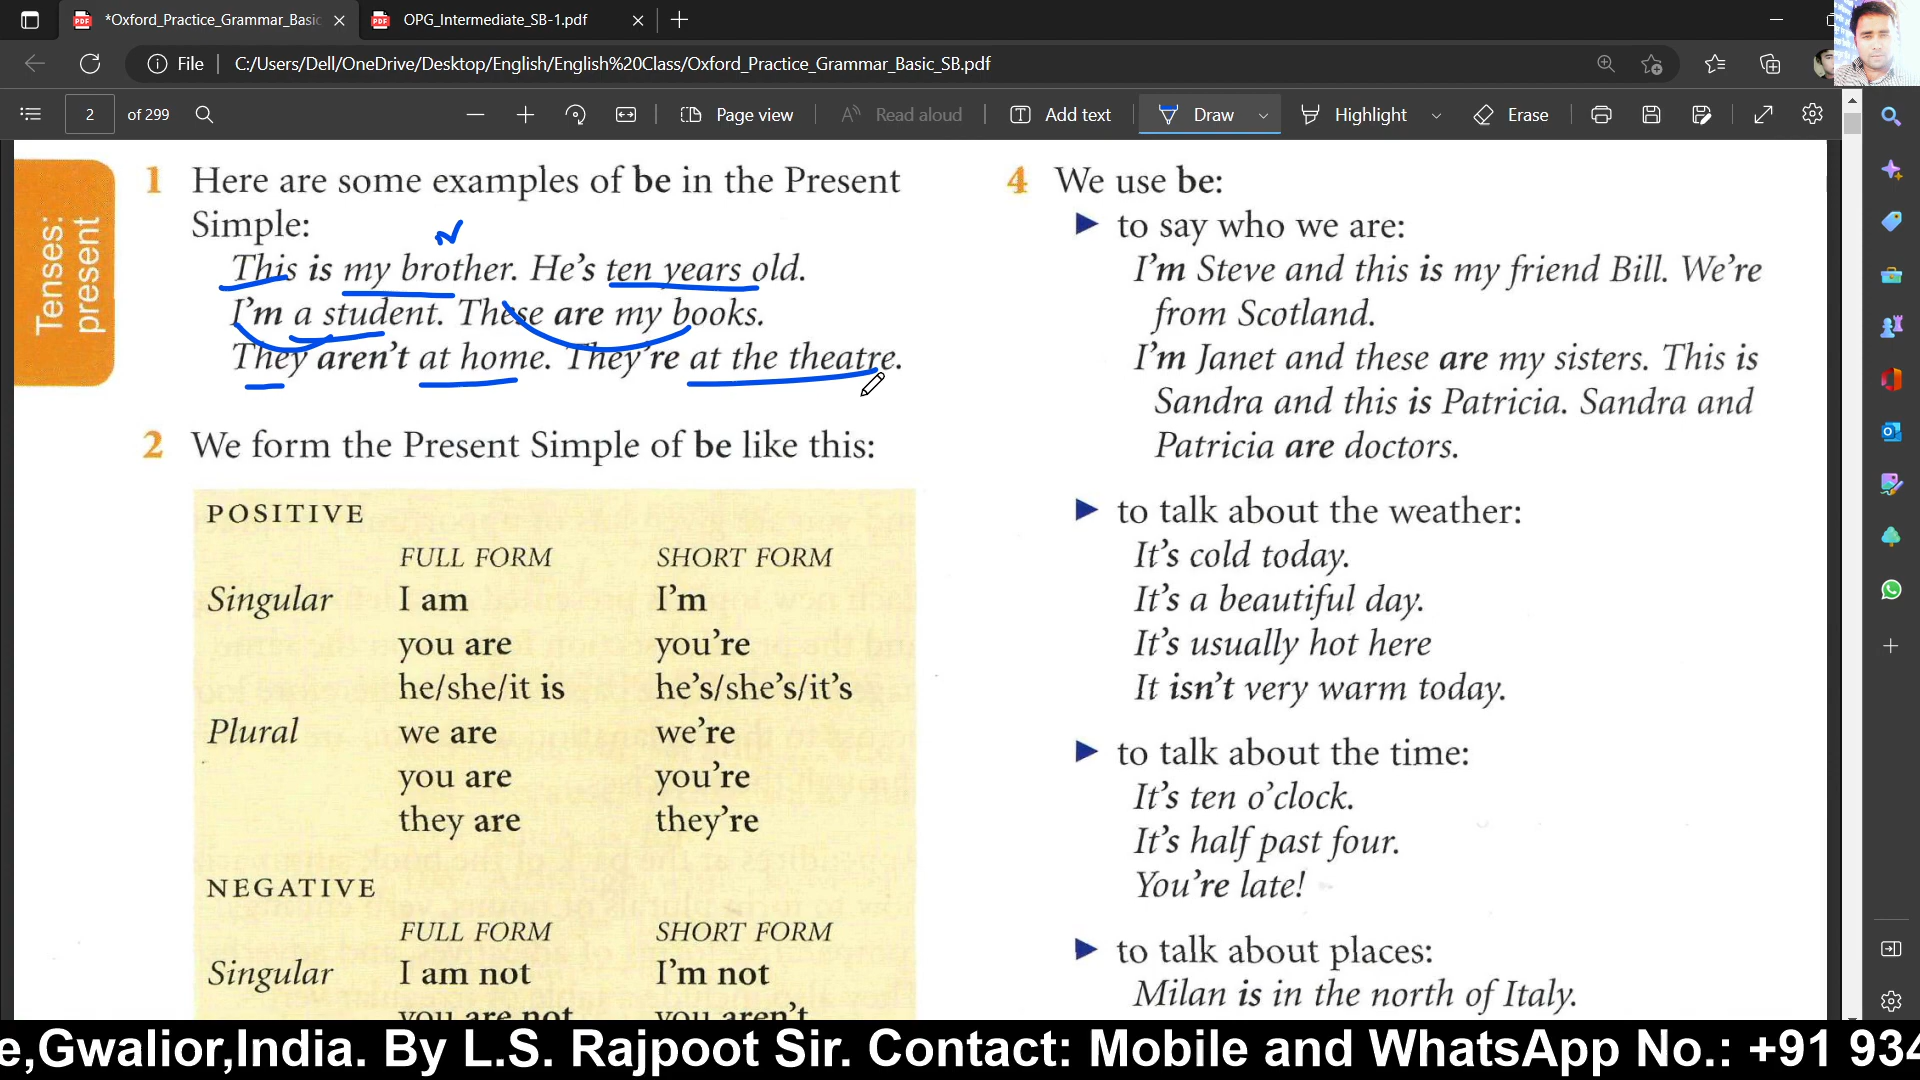 *Oxford_Practice_Grammar_Basic
OPG_Intermediate_SB-1.pdf
File
C:/Users/Dell/OneDrive/Desktop/English/English%20Class/Oxford_Practice_Grammar_Basic_SB.pdf
2 of 299
Page view
Read aloud
Add text
Draw
Highlight
Erase
Tenses:
present
1 Here are some examples of be in the Present
Simple:
This is my brother. He's ten years old.
I'm a student. These are my books.
They aren't at home. They're at the theatre.
2 We form the Present Simple of be like this:
POSITIVE
FULL FORM SHORT FORM
Singular I am I'm
you are you're
he/she/it is he's/she's/it's
Plural we are we're
you are you're
they are they're
NEGATIVE
FULL FORM SHORT FORM
Singular I am not I'm not
you are not you aren't
4 We use be:
► to say who we are:
I'm Steve and this is my friend Bill. We're
from Scotland.
I'm Janet and these are my sisters. This is
Sandra and this is Patricia. Sandra and
Patricia are doctors.
► to talk about the weather:
It's cold today.
It's a beautiful day.
It's usually hot here
It isn't very warm today.
► to talk about the time:
It's ten o'clock.
It's half past four.
You're late!
► to talk about places:
Milan is in the north of Italy.
e,Gwalior,India. By L.S. Rajpoot Sir. Contact: Mobile and WhatsApp No.: +91 934